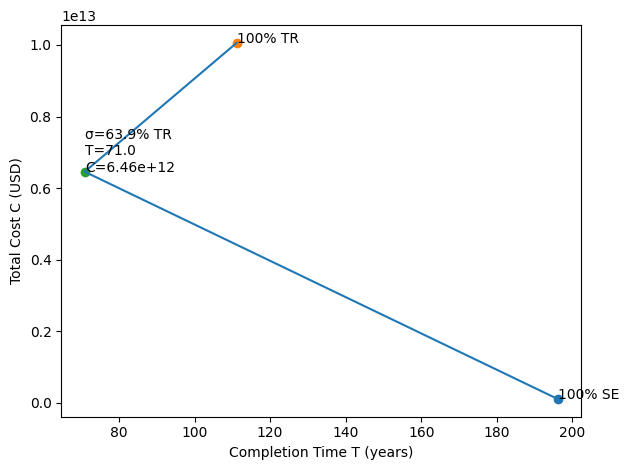 1e13
1.0
0.8
0.6
0.4
0.2
0.0
Total Cost C (USD)
100% TR
σ=63.9% TR
T=71.0
C=6.46e+12
100% SE
80
100
120
140
160
180
200
Completion Time T (years)